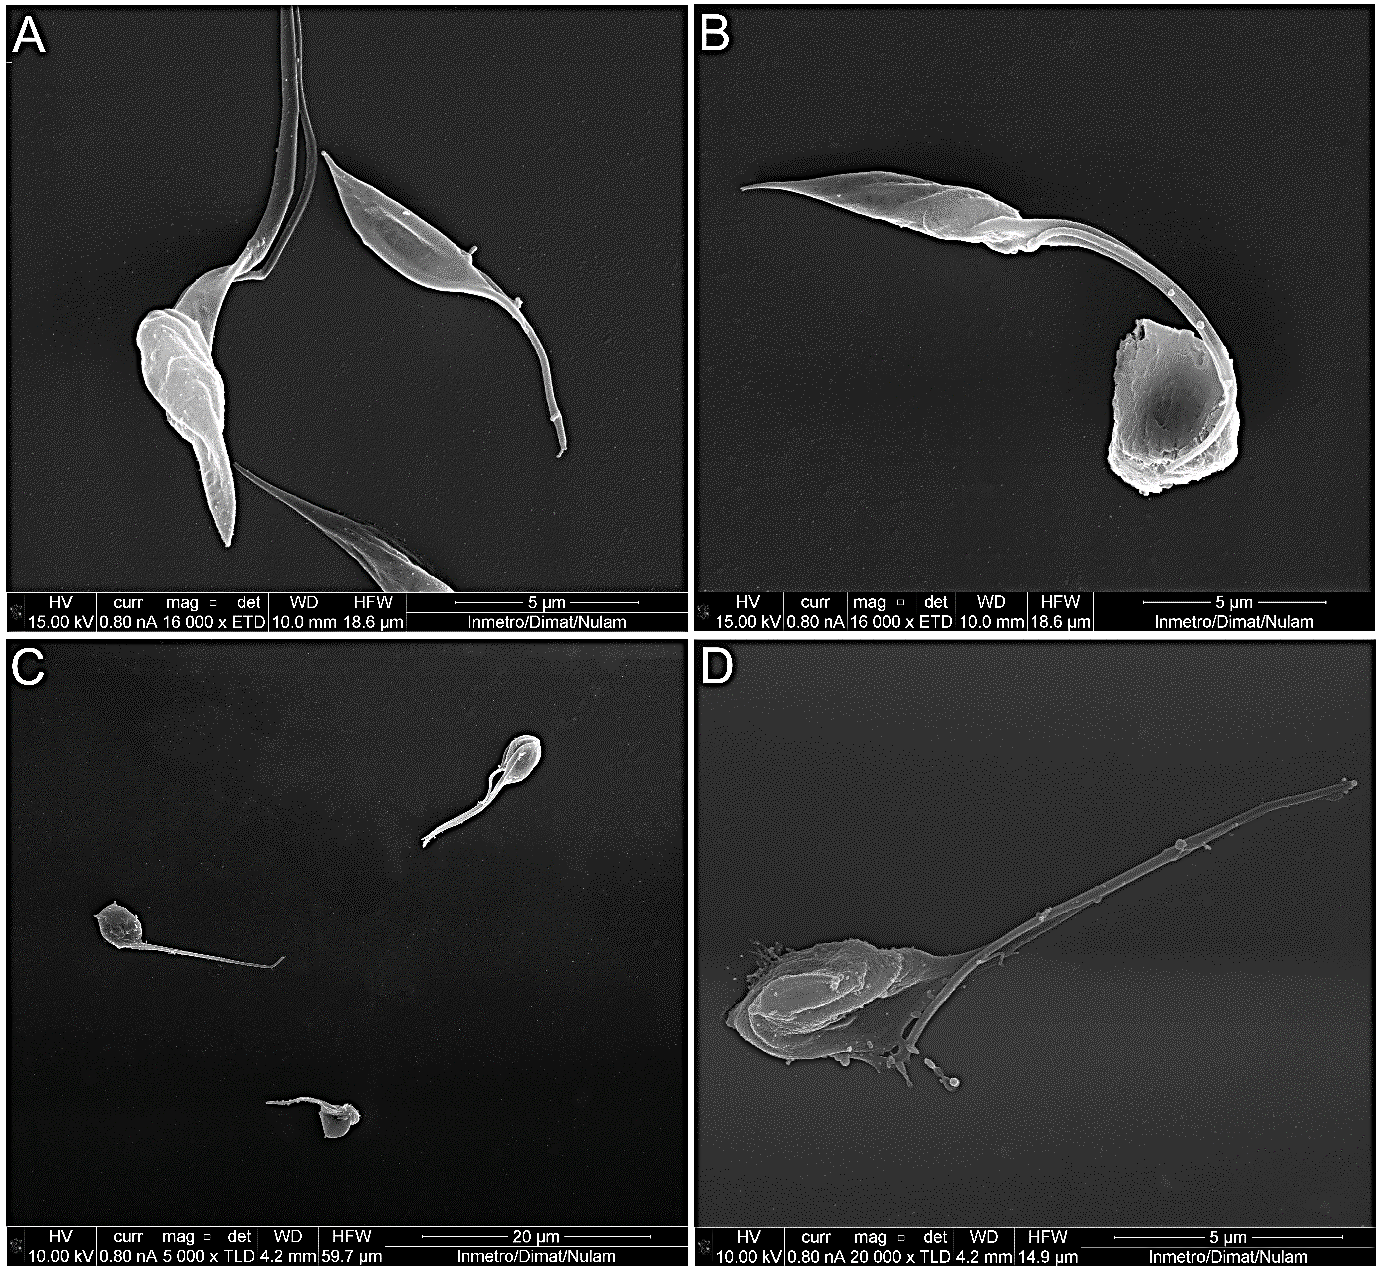 A
HV curr mag □ det WD HFW 5 µm
15.00 kV 0.80 nA 16 000 x ETD 10.0 mm 18.6 µm Inmetro/Dimat/Nulam
B
HV curr mag □ det WD HFW 5 µm
15.00 kV 0.80 nA 16 000 x ETD 10.0 mm 18.6 µm Inmetro/Dimat/Nulam
C
HV curr mag □ det WD HFW 20 µm
10.00 kV 0.80 nA 5 000 x TLD 4.2 mm 59.7 µm Inmetro/Dimat/Nulam
D
HV curr mag □ det WD HFW 5 µm
10.00 kV 0.80 nA 20 000 x TLD 4.2 mm 14.9 µm Inmetro/Dimat/Nulam